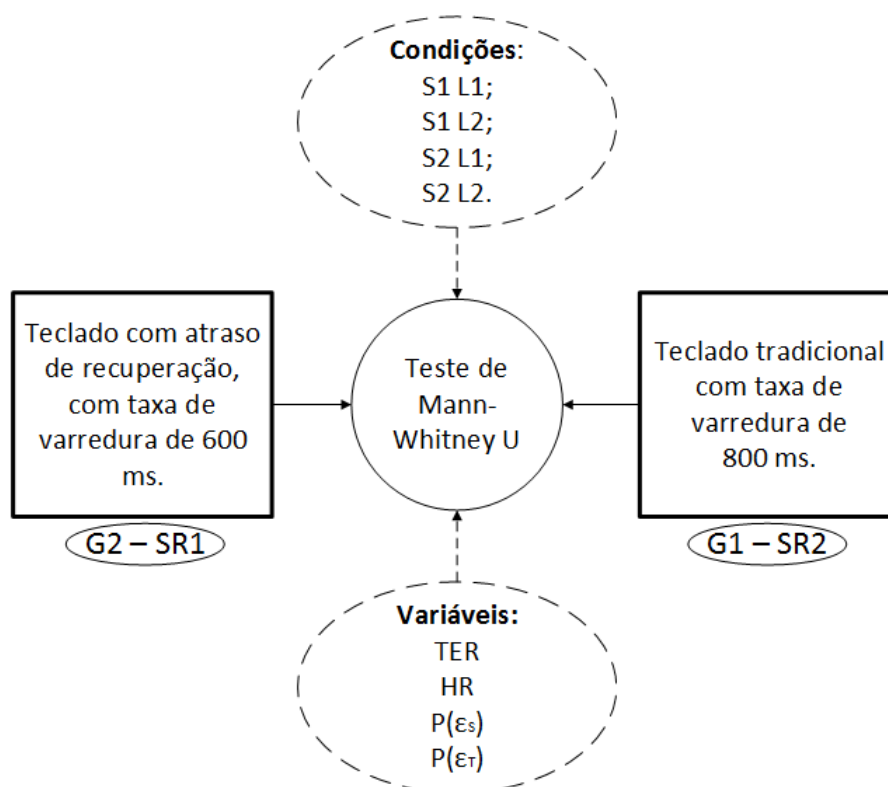 Condições:
S1 L1;
S1 L2;
S2 L1;
S2 L2.
Teclado com atraso
de recuperação,
com taxa de
varredura de 600
ms.
G2 – SR1
Teste de
Mann-
Whitney U
Teclado tradicional
com taxa de
varredura de
800 ms.
G1 – SR2
Variáveis:
TER
HR
P(εs)
P(εT)